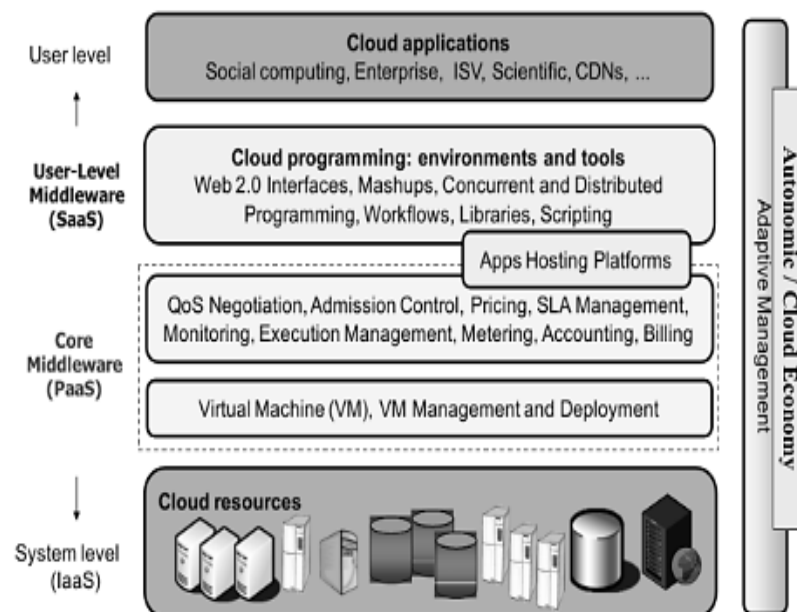 User level
Cloud applications
Social computing, Enterprise, ISV, Scientific, CDNs, ...
User-Level
Middleware
(SaaS)
Cloud programming: environments and tools
Web 2.0 Interfaces, Mashups, Concurrent and Distributed
Programming, Workflows, Libraries, Scripting
Apps Hosting Platforms
Core
Middleware
(PaaS)
QoS Negotiation, Admission Control, Pricing, SLA Management,
Monitoring, Execution Management, Metering, Accounting, Billing
Virtual Machine (VM), VM Management and Deployment
System level
(IaaS)
Cloud resources
Adaptive Management
Autonomic / Cloud Economy